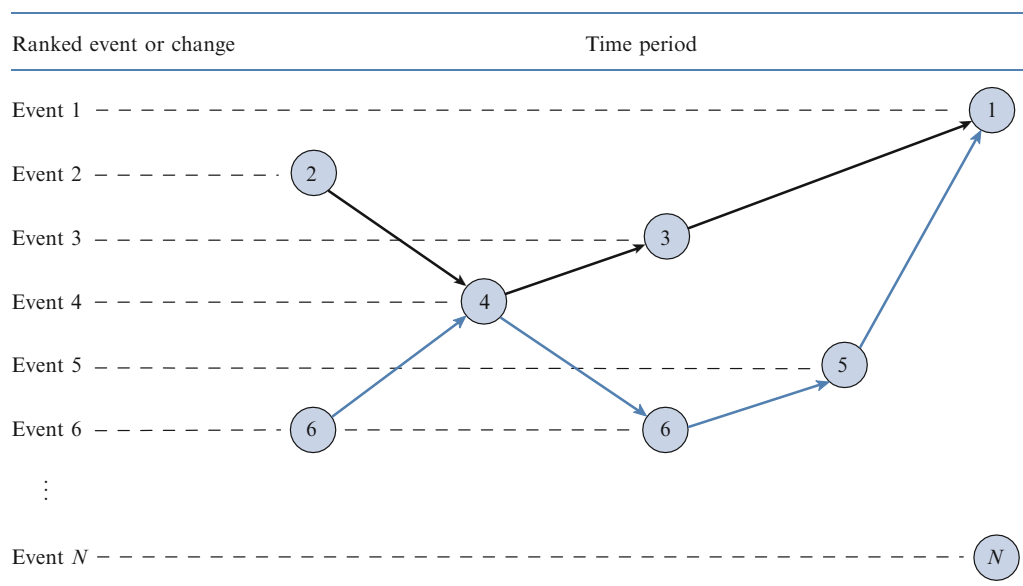 Ranked event or change Time period
Event 1 1
Event 2 2
Event 3 3
Event 4 4
Event 5 5
Event 6 6 6
⋮
Event N N